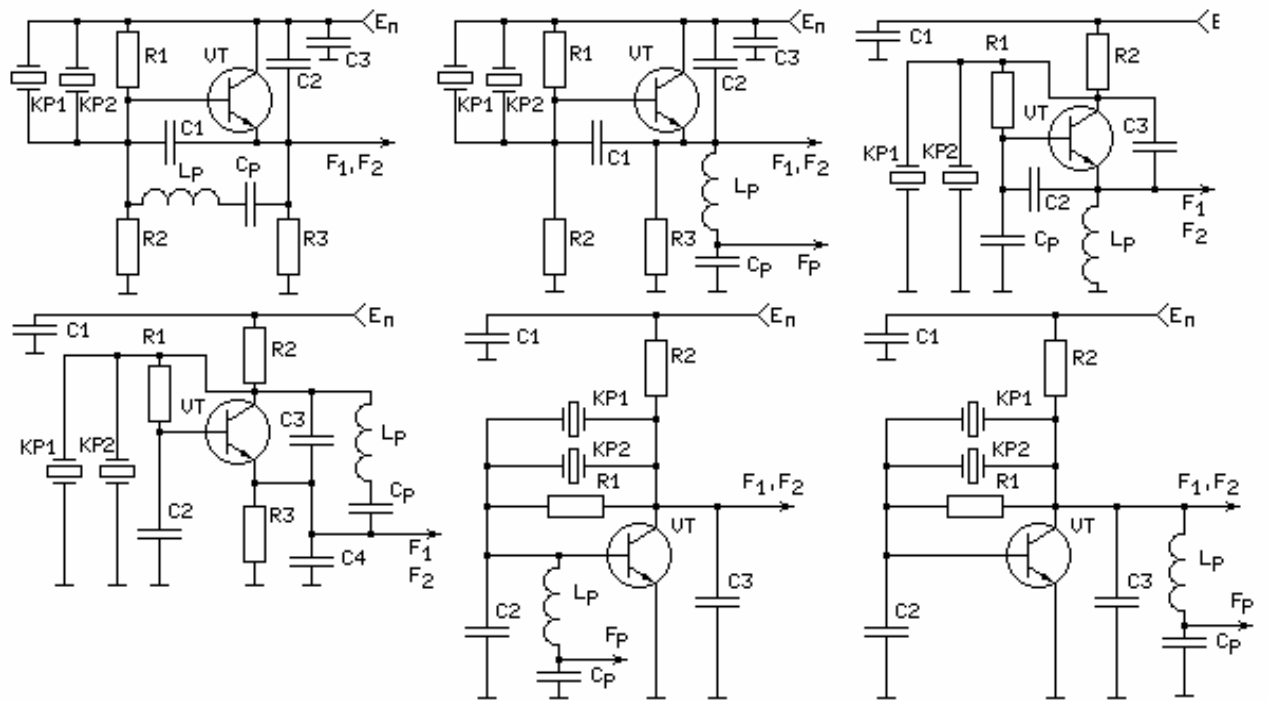 Eп
R1
VT
C2
C3
KP1
KP2
C1
F1,F2
LP
CP
R2
R3
Eп
R1
VT
C2
C3
KP1
KP2
C1
F1,F2
LP
R2
R3
CP
FP
E
C1
R1
R2
VT
C3
KP1
KP2
C2
F1
F2
CP
LP
Eп
C1
R1
R2
VT
C3
LP
KP1
KP2
CP
C2
R3
C4
F1
F2
Eп
C1
R2
KP1
KP2
R1
F1,F2
VT
LP
C2
C3
FP
CP
Eп
C1
R2
KP1
KP2
R1
F1,F2
VT
LP
C3
C2
FP
CP